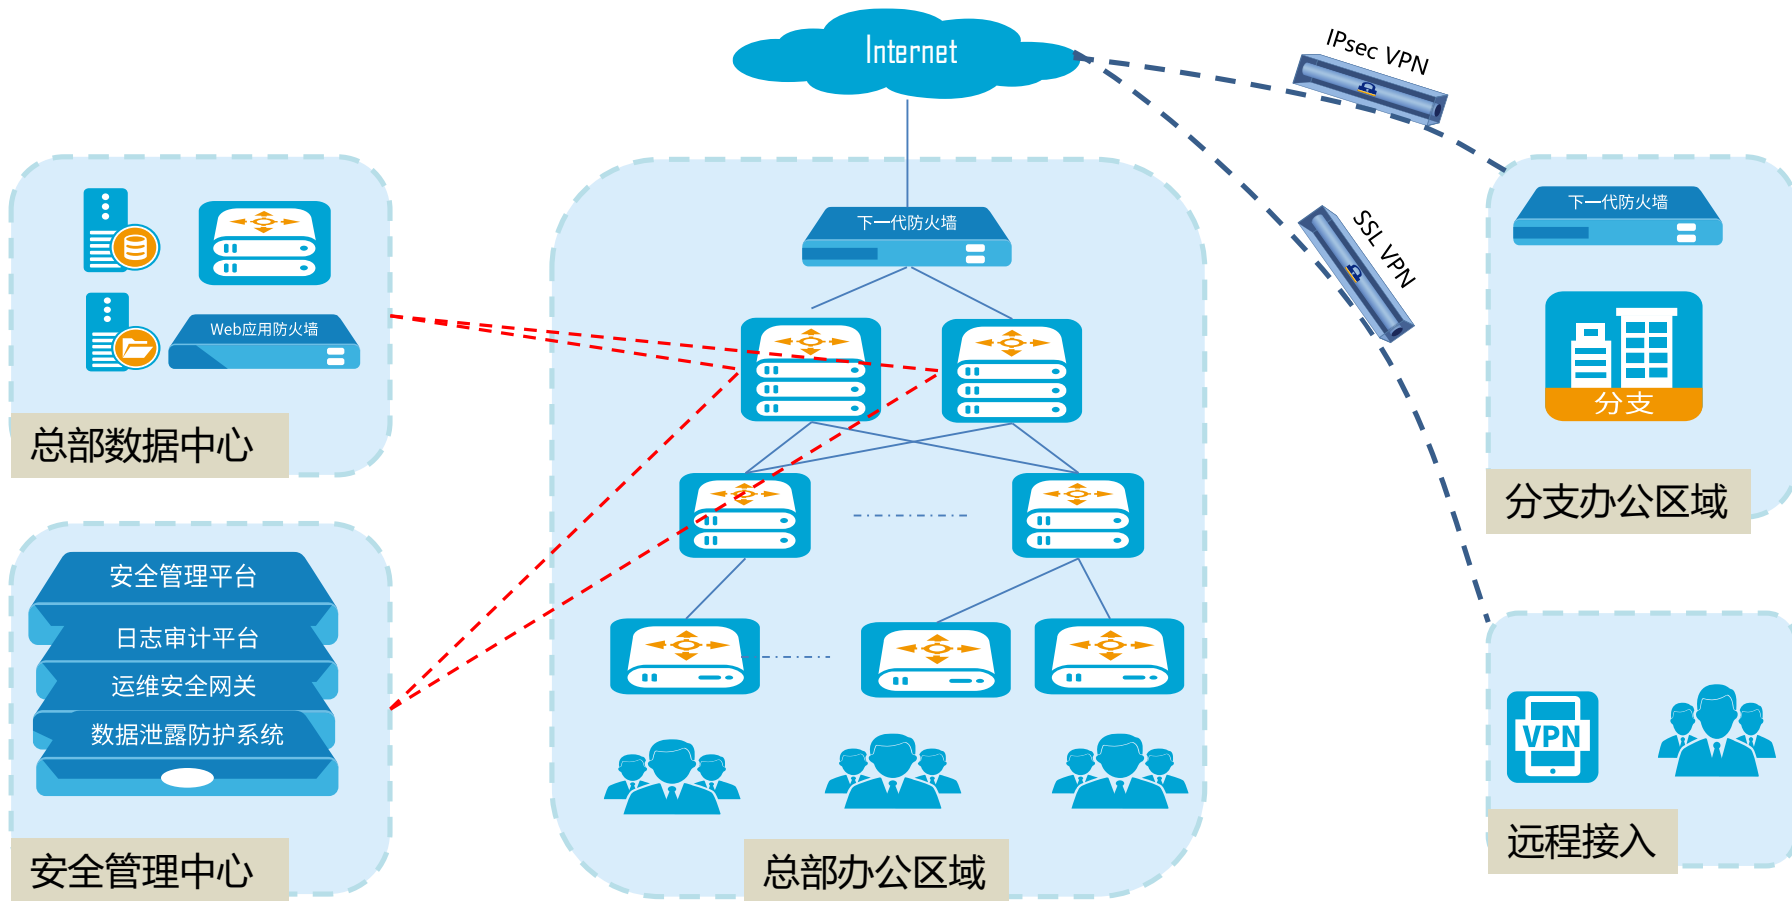 Internet
IPsec VPN
SSL VPN
下一代防火墙
下一代防火墙
Web应用防火墙
总部数据中心
分支
分支办公区域
安全管理平台
日志审计平台
运维安全网关
数据泄露防护系统
安全管理中心
总部办公区域
VPN
远程接入